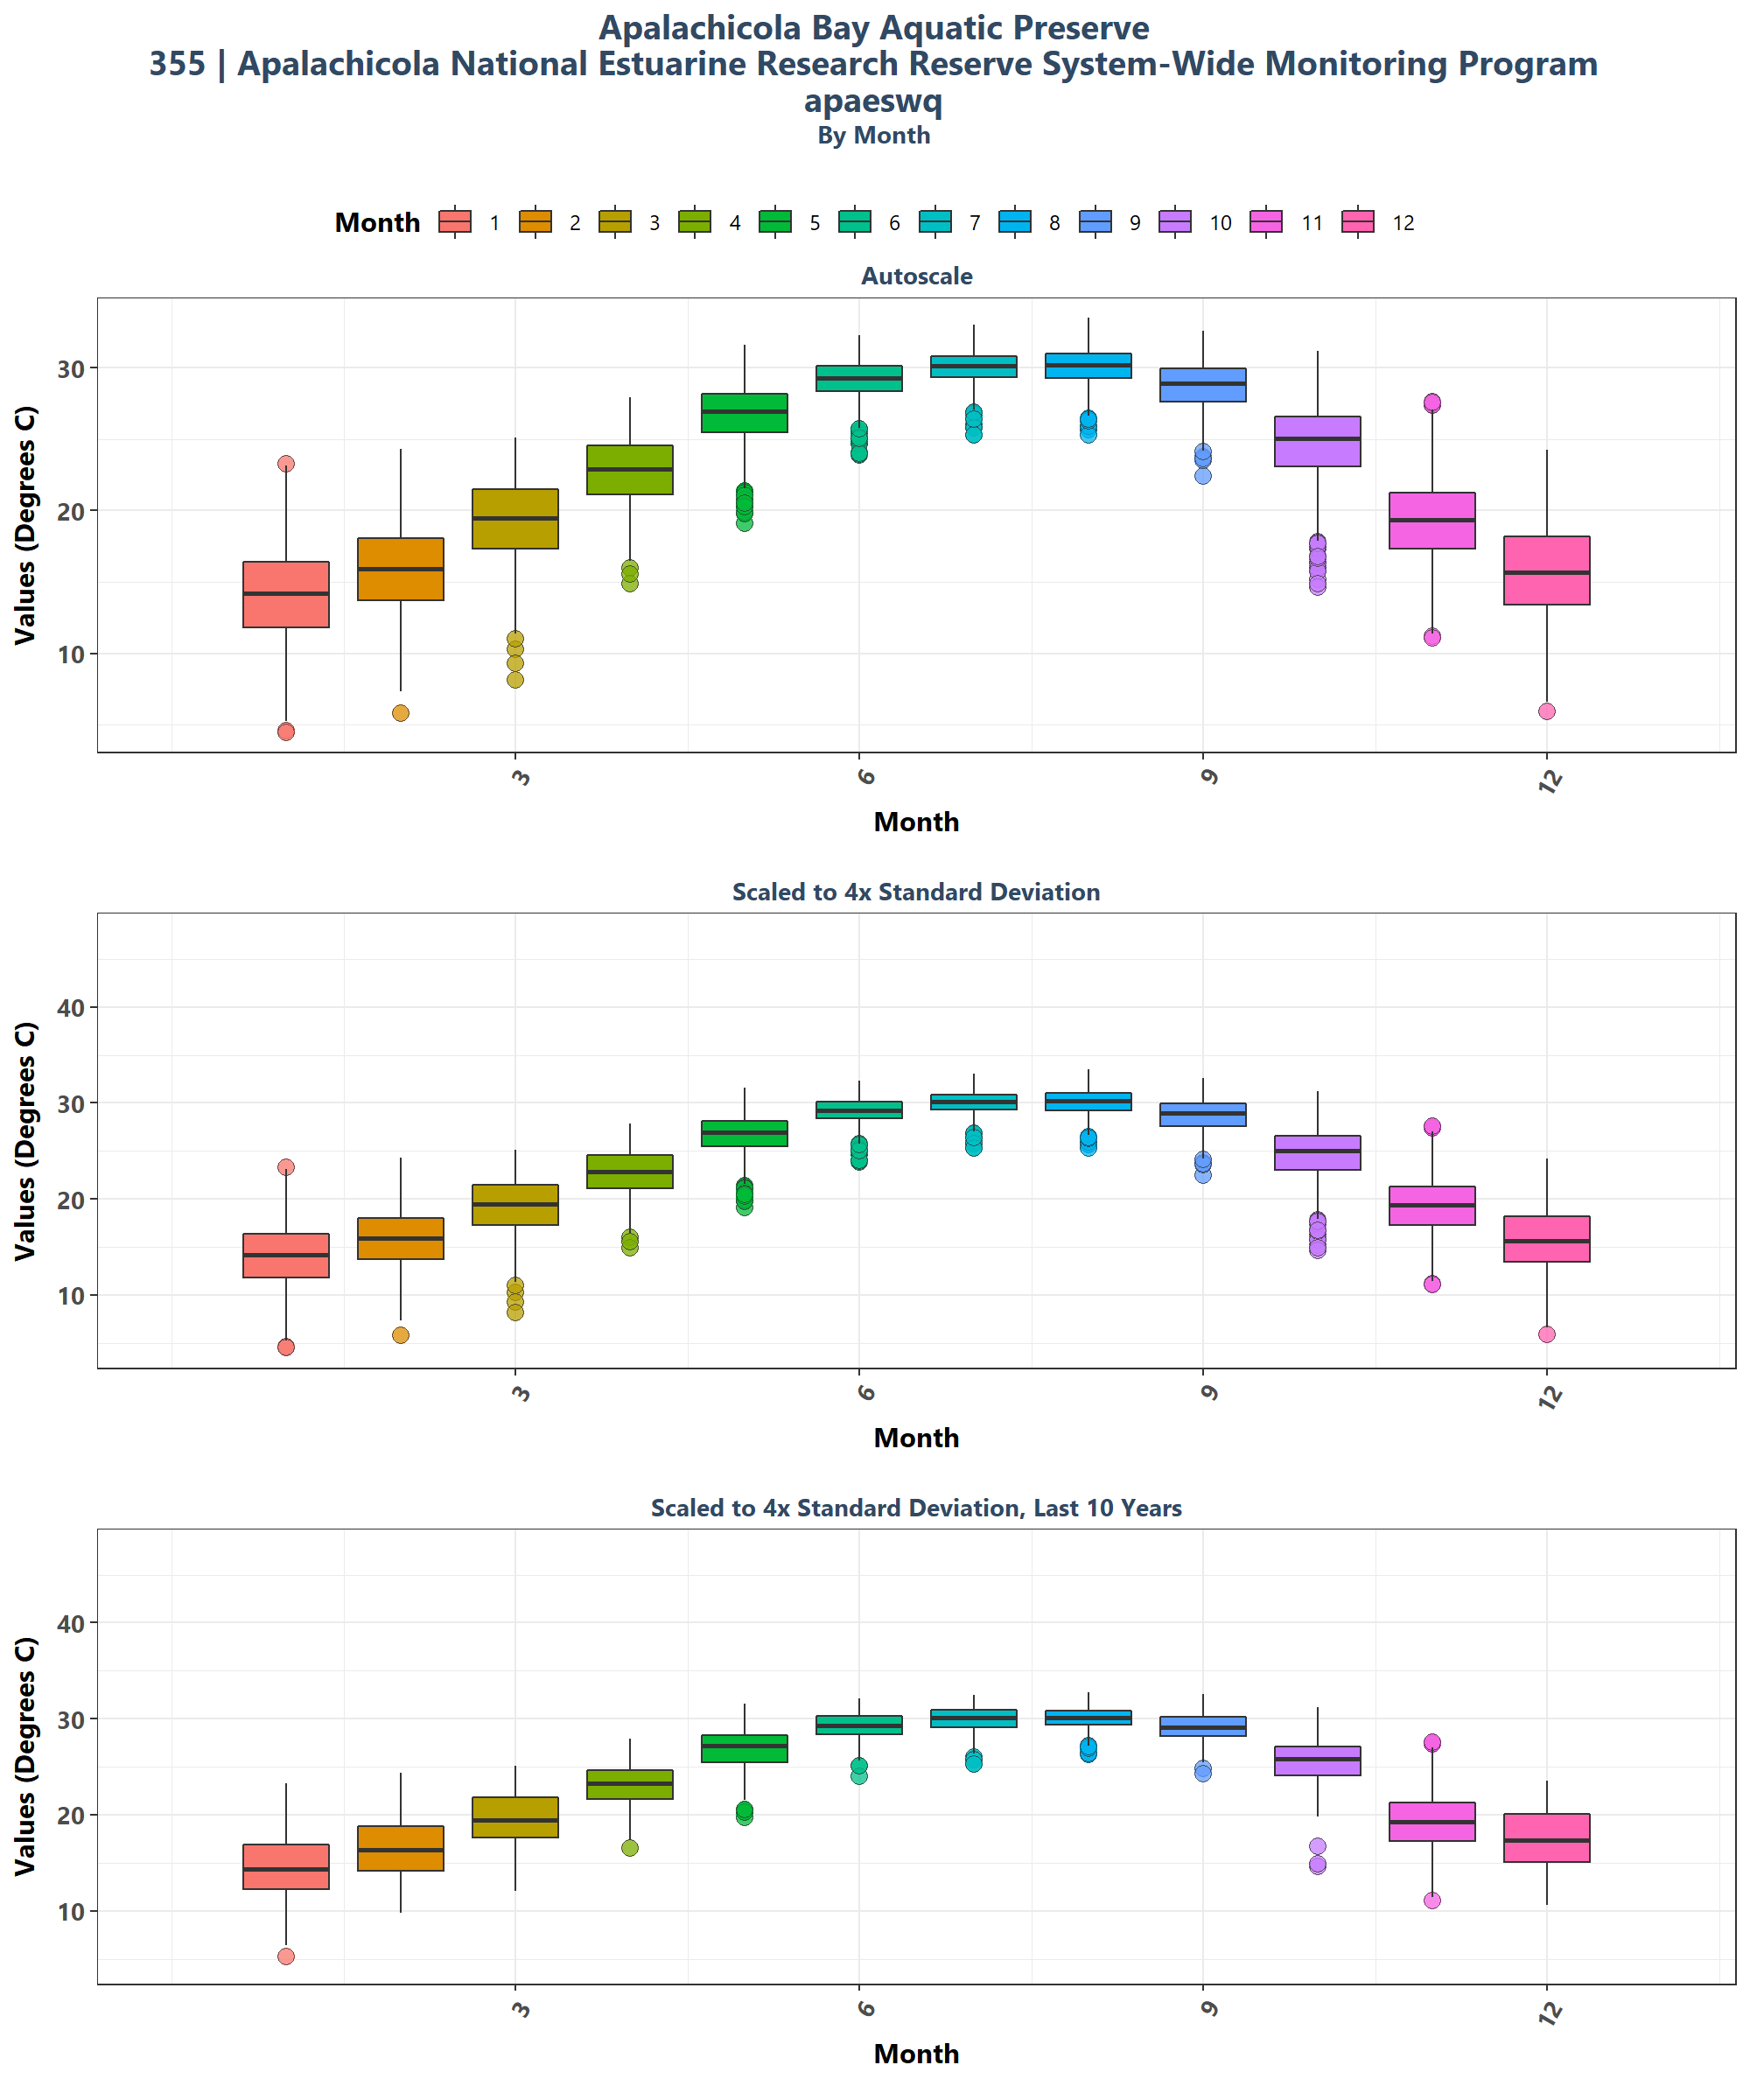 Apalachicola Bay Aquatic Preserve
355 | Apalachicola National Estuarine Research Reserve System-Wide Monitoring Program
apaeswq
By Month
Month 1 2 3 4 5 6 7 8 9 10 11 12
Autoscale
Values (Degrees C)
30
20
10
3 6 9 12
Month
Scaled to 4x Standard Deviation
Values (Degrees C)
40
30
20
10
3 6 9 12
Month
Scaled to 4x Standard Deviation, Last 10 Years
Values (Degrees C)
40
30
20
10
3 6 9 12
Month